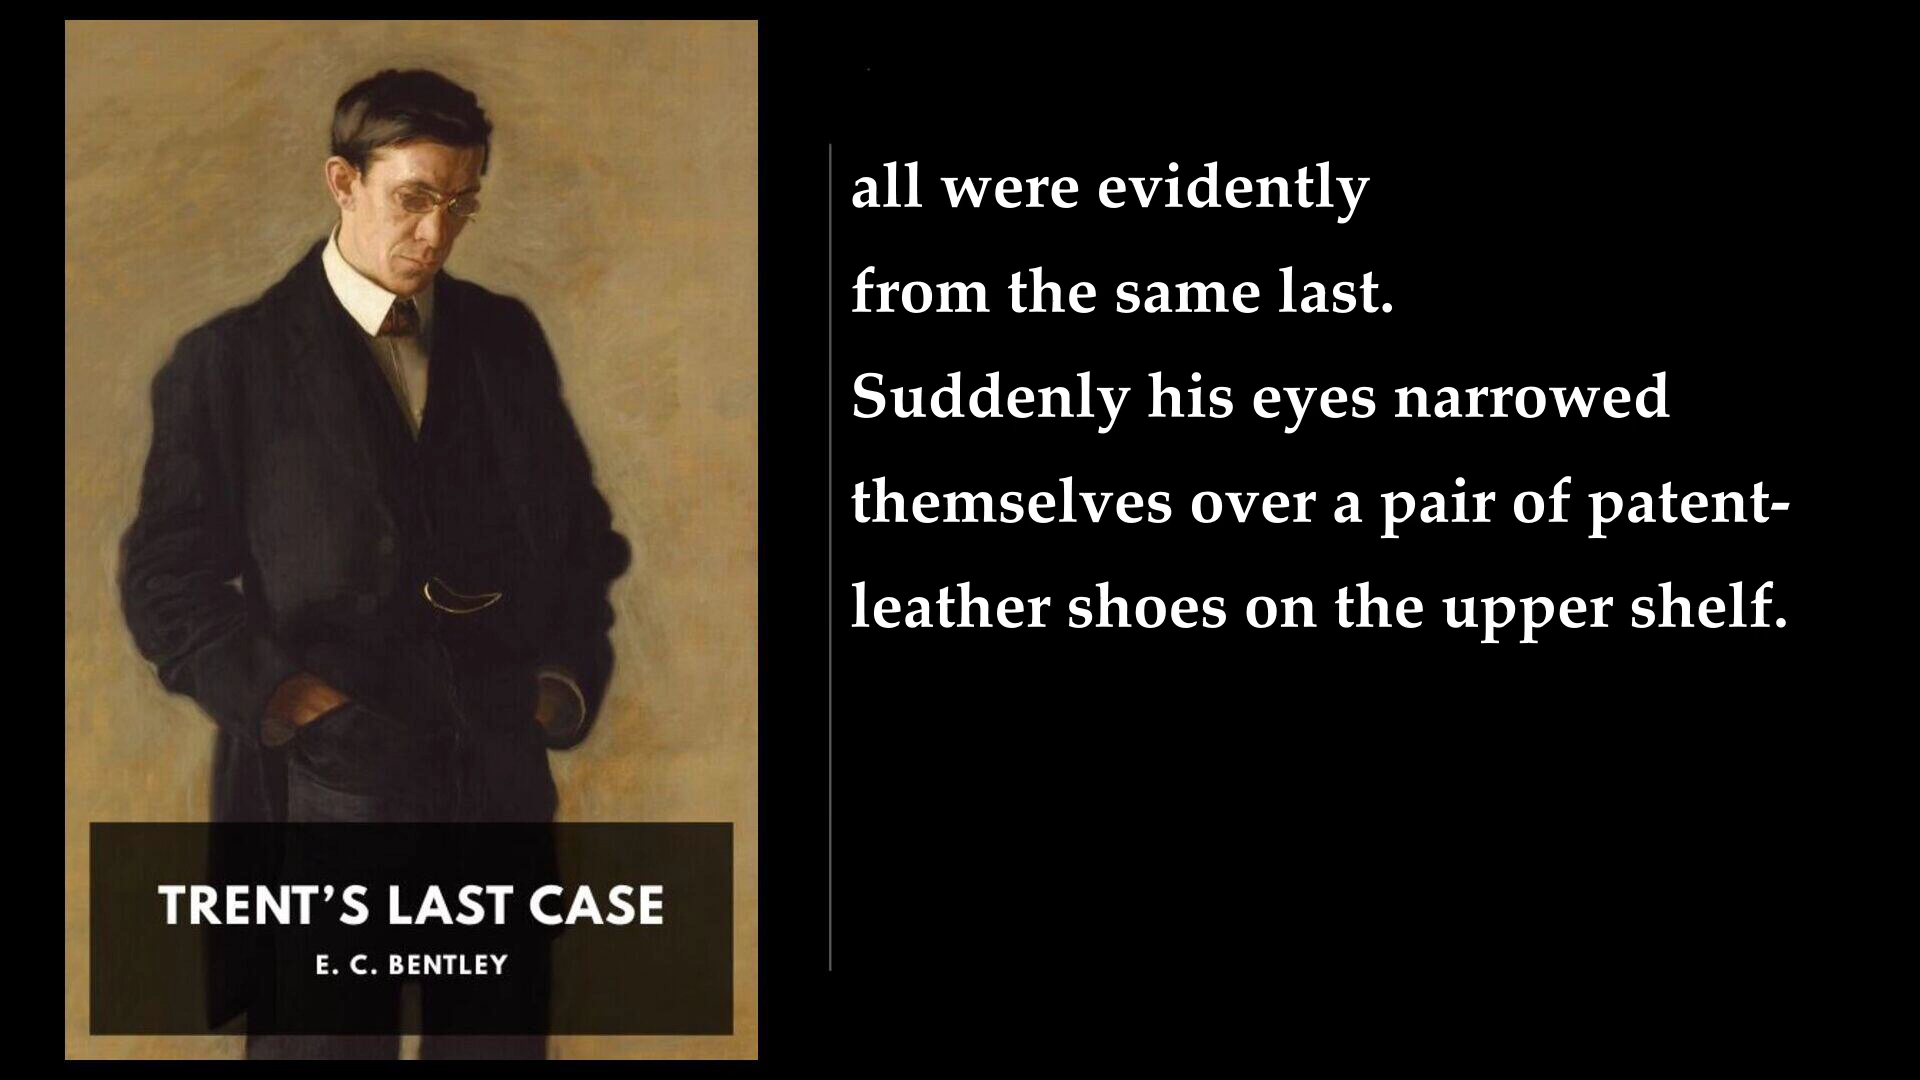 all were evidently
from the same last.
Suddenly his eyes narrowed
themselves over a pair of patent-
leather shoes on the upper shelf.
TRENT’S LAST CASE
E. C. BENTLEY